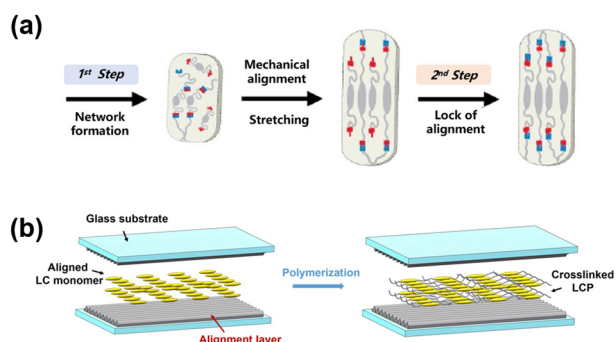 (a)
1st Step
Network
formation
Mechanical
alignment
Stretching
2nd Step
Lock of
alignment
(b)
Glass substrate
Aligned
LC monomer
Polymerization
Crosslinked
LCP
Alignment layer